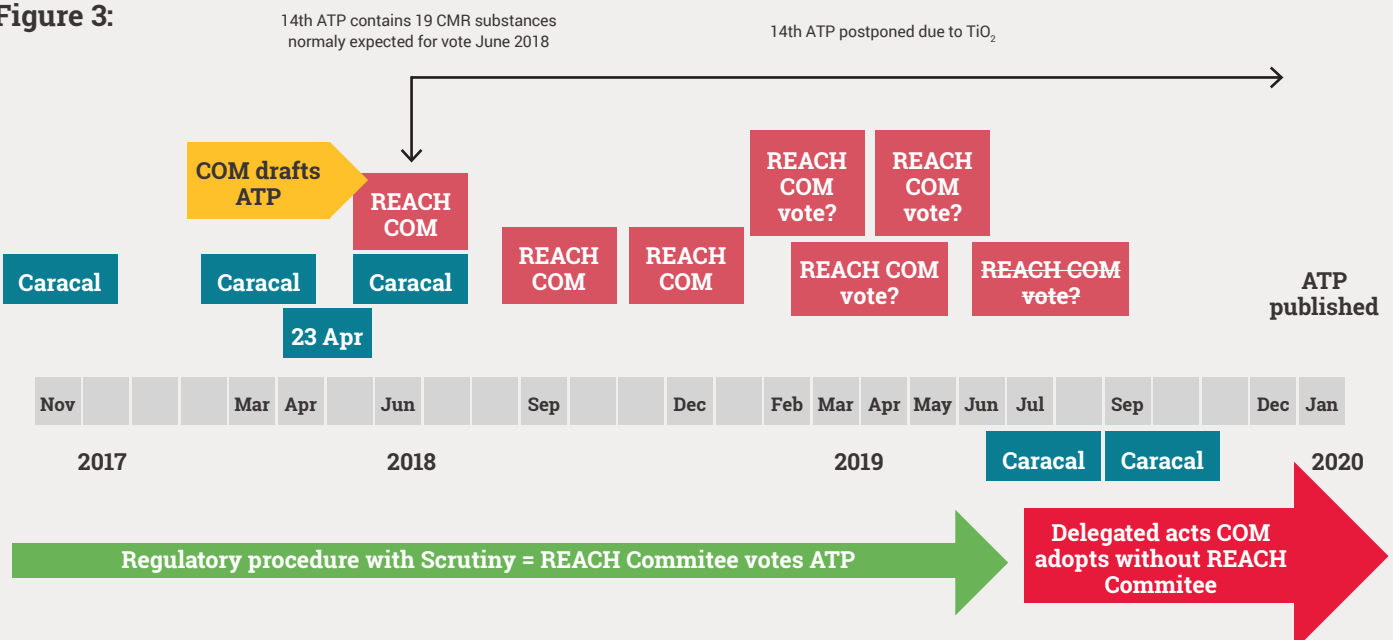 Figure 3:
14th ATP contains 19 CMR substances
normaly expected for vote June 2018
14th ATP postponed due to TiO2
COM drafts
ATP
REACH
COM
REACH
COM
REACH
COM
REACH
COM
vote?
REACH
COM
vote?
REACH COM
vote?
REACH COM
vote?
ATP
published
Caracal
Caracal
Caracal
23 Apr
Nov
Mar
Apr
Jun
Sep
Dec
Feb
Mar
Apr
May
Jun
Jul
Sep
Dec
Jan
2017
2018
2019
2020
Caracal
Caracal
Regulatory procedure with Scrutiny = REACH Commitee votes ATP
Delegated acts COM
adopts without REACH
Commitee